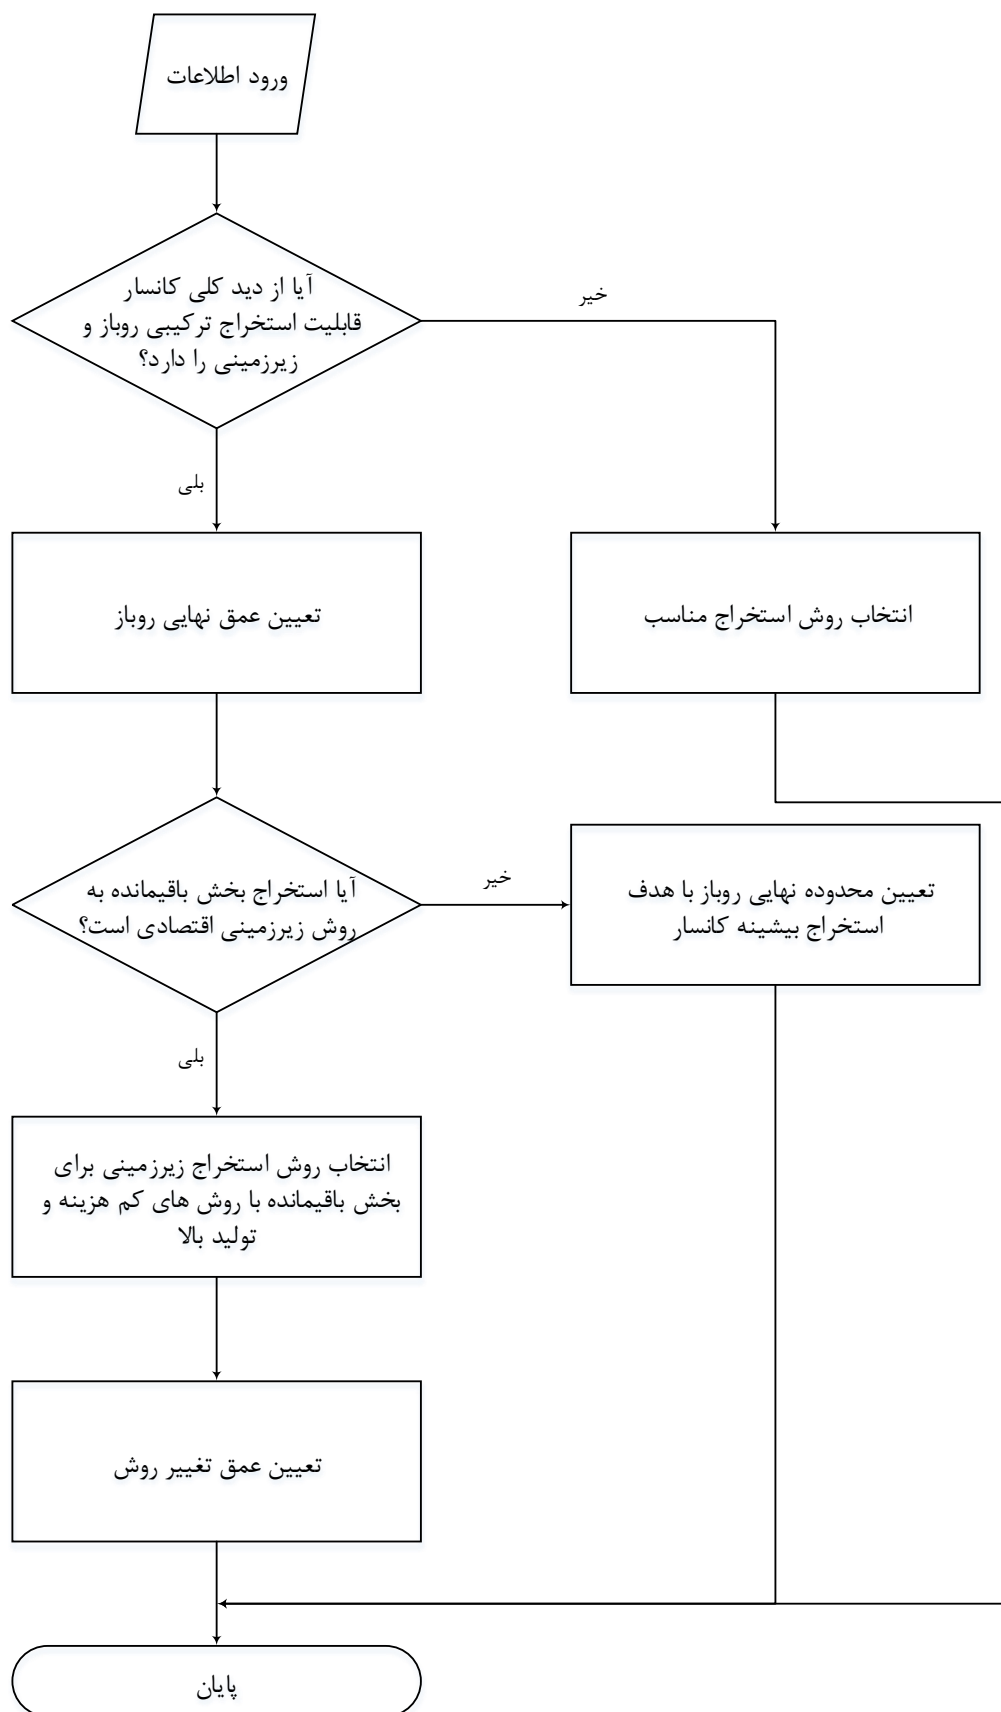 ورود اطلاعات
آیا از دید کلی کانسار
قابلیت استخراج ترکیبی روباز و
زیرزمینی را دارد؟
خیر
بلی
تعیین عمق نهایی روباز
انتخاب روش استخراج مناسب
آیا استخراج بخش باقیمانده به
روش زیرزمینی اقتصادی است؟
خیر
تعیین محدوده نهایی روباز با هدف
استخراج بیشینه کانسار
بلی
انتخاب روش استخراج زیرزمینی برای
بخش باقیمانده با روش های کم هزینه و
تولید بالا
تعیین عمق تغییر روش
پایان